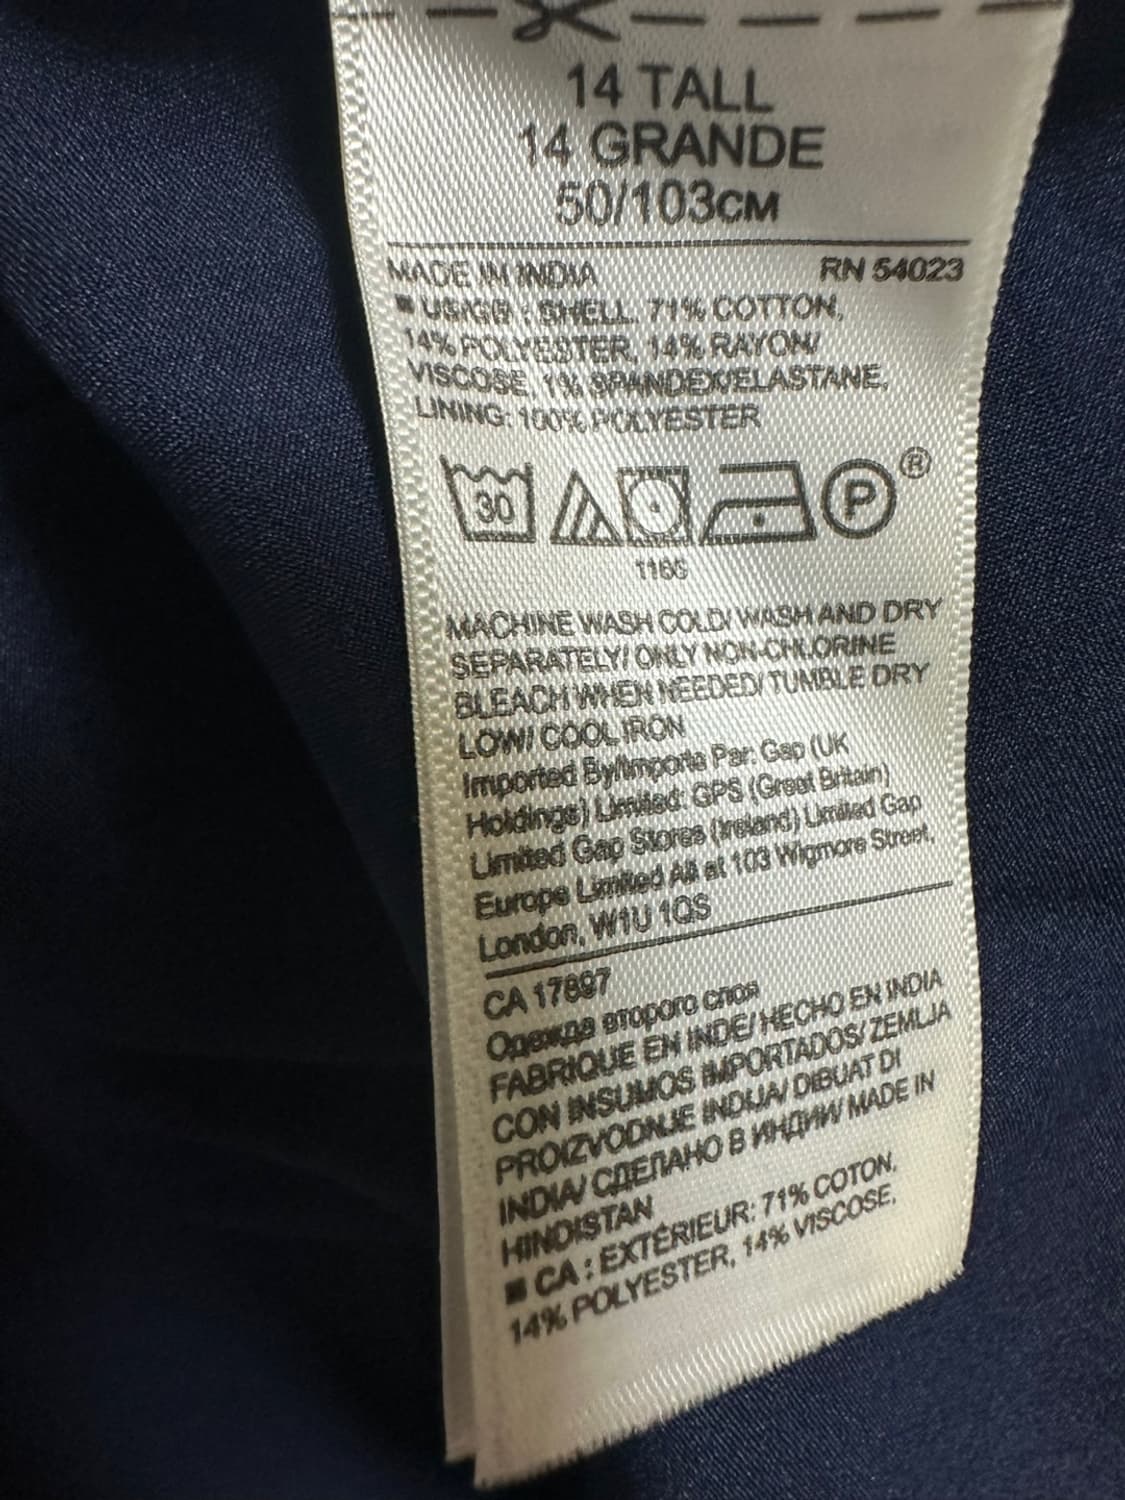 14 TALL
14 GRANDE
50/103CM
MADE IN INDIA RN 54023
■ US/GB : SHELL. 71% COTTON,
14% POLYESTER, 14% RAYON/
VISCOSE, 1% SPANDEX/ELASTANE,
LINING: 100% POLYESTER
30 P ®
1166
MACHINE WASH COLD/ WASH AND DRY
SEPARATELY/ ONLY NON-CHLORINE
BLEACH WHEN NEEDED/ TUMBLE DRY
LOW/ COOL IRON
Imported By/Importe Par: Gap (UK
Holdings) Limited: GPS (Great Britain)
Limited Gap Stores (Ireland) Limited Gap
Europe Limited All at 103 Wigmore Street,
London, W1U 1QS
CA 17897
Одежда второго слоя
FABRIQUE EN INDE/ HECHO EN INDIA
CON INSUMOS IMPORTADOS/ ZEMLJA
PROIZVODNJE INDIJA/ DIBUAT DI
INDIA/ СДЕЛАНО В ИНДИИ/ MADE IN
HINDISTAN
■ CA : EXTÉRIEUR: 71% COTON,
14% POLYESTER, 14% VISCOSE,